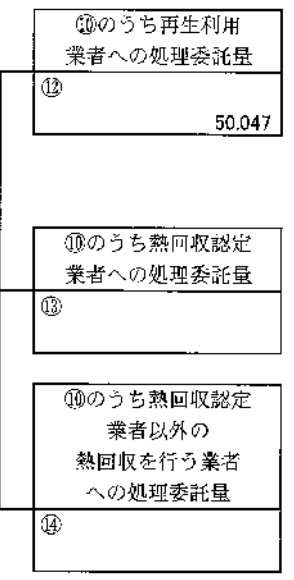 ⑩のうち再生利用
業者への処理委託量
⑫
50.047
⑩のうち熱回収認定
業者への処理委託量
⑬
⑩のうち熱回収認定
業者以外の
熱回収を行う業者
への処理委託量
⑭